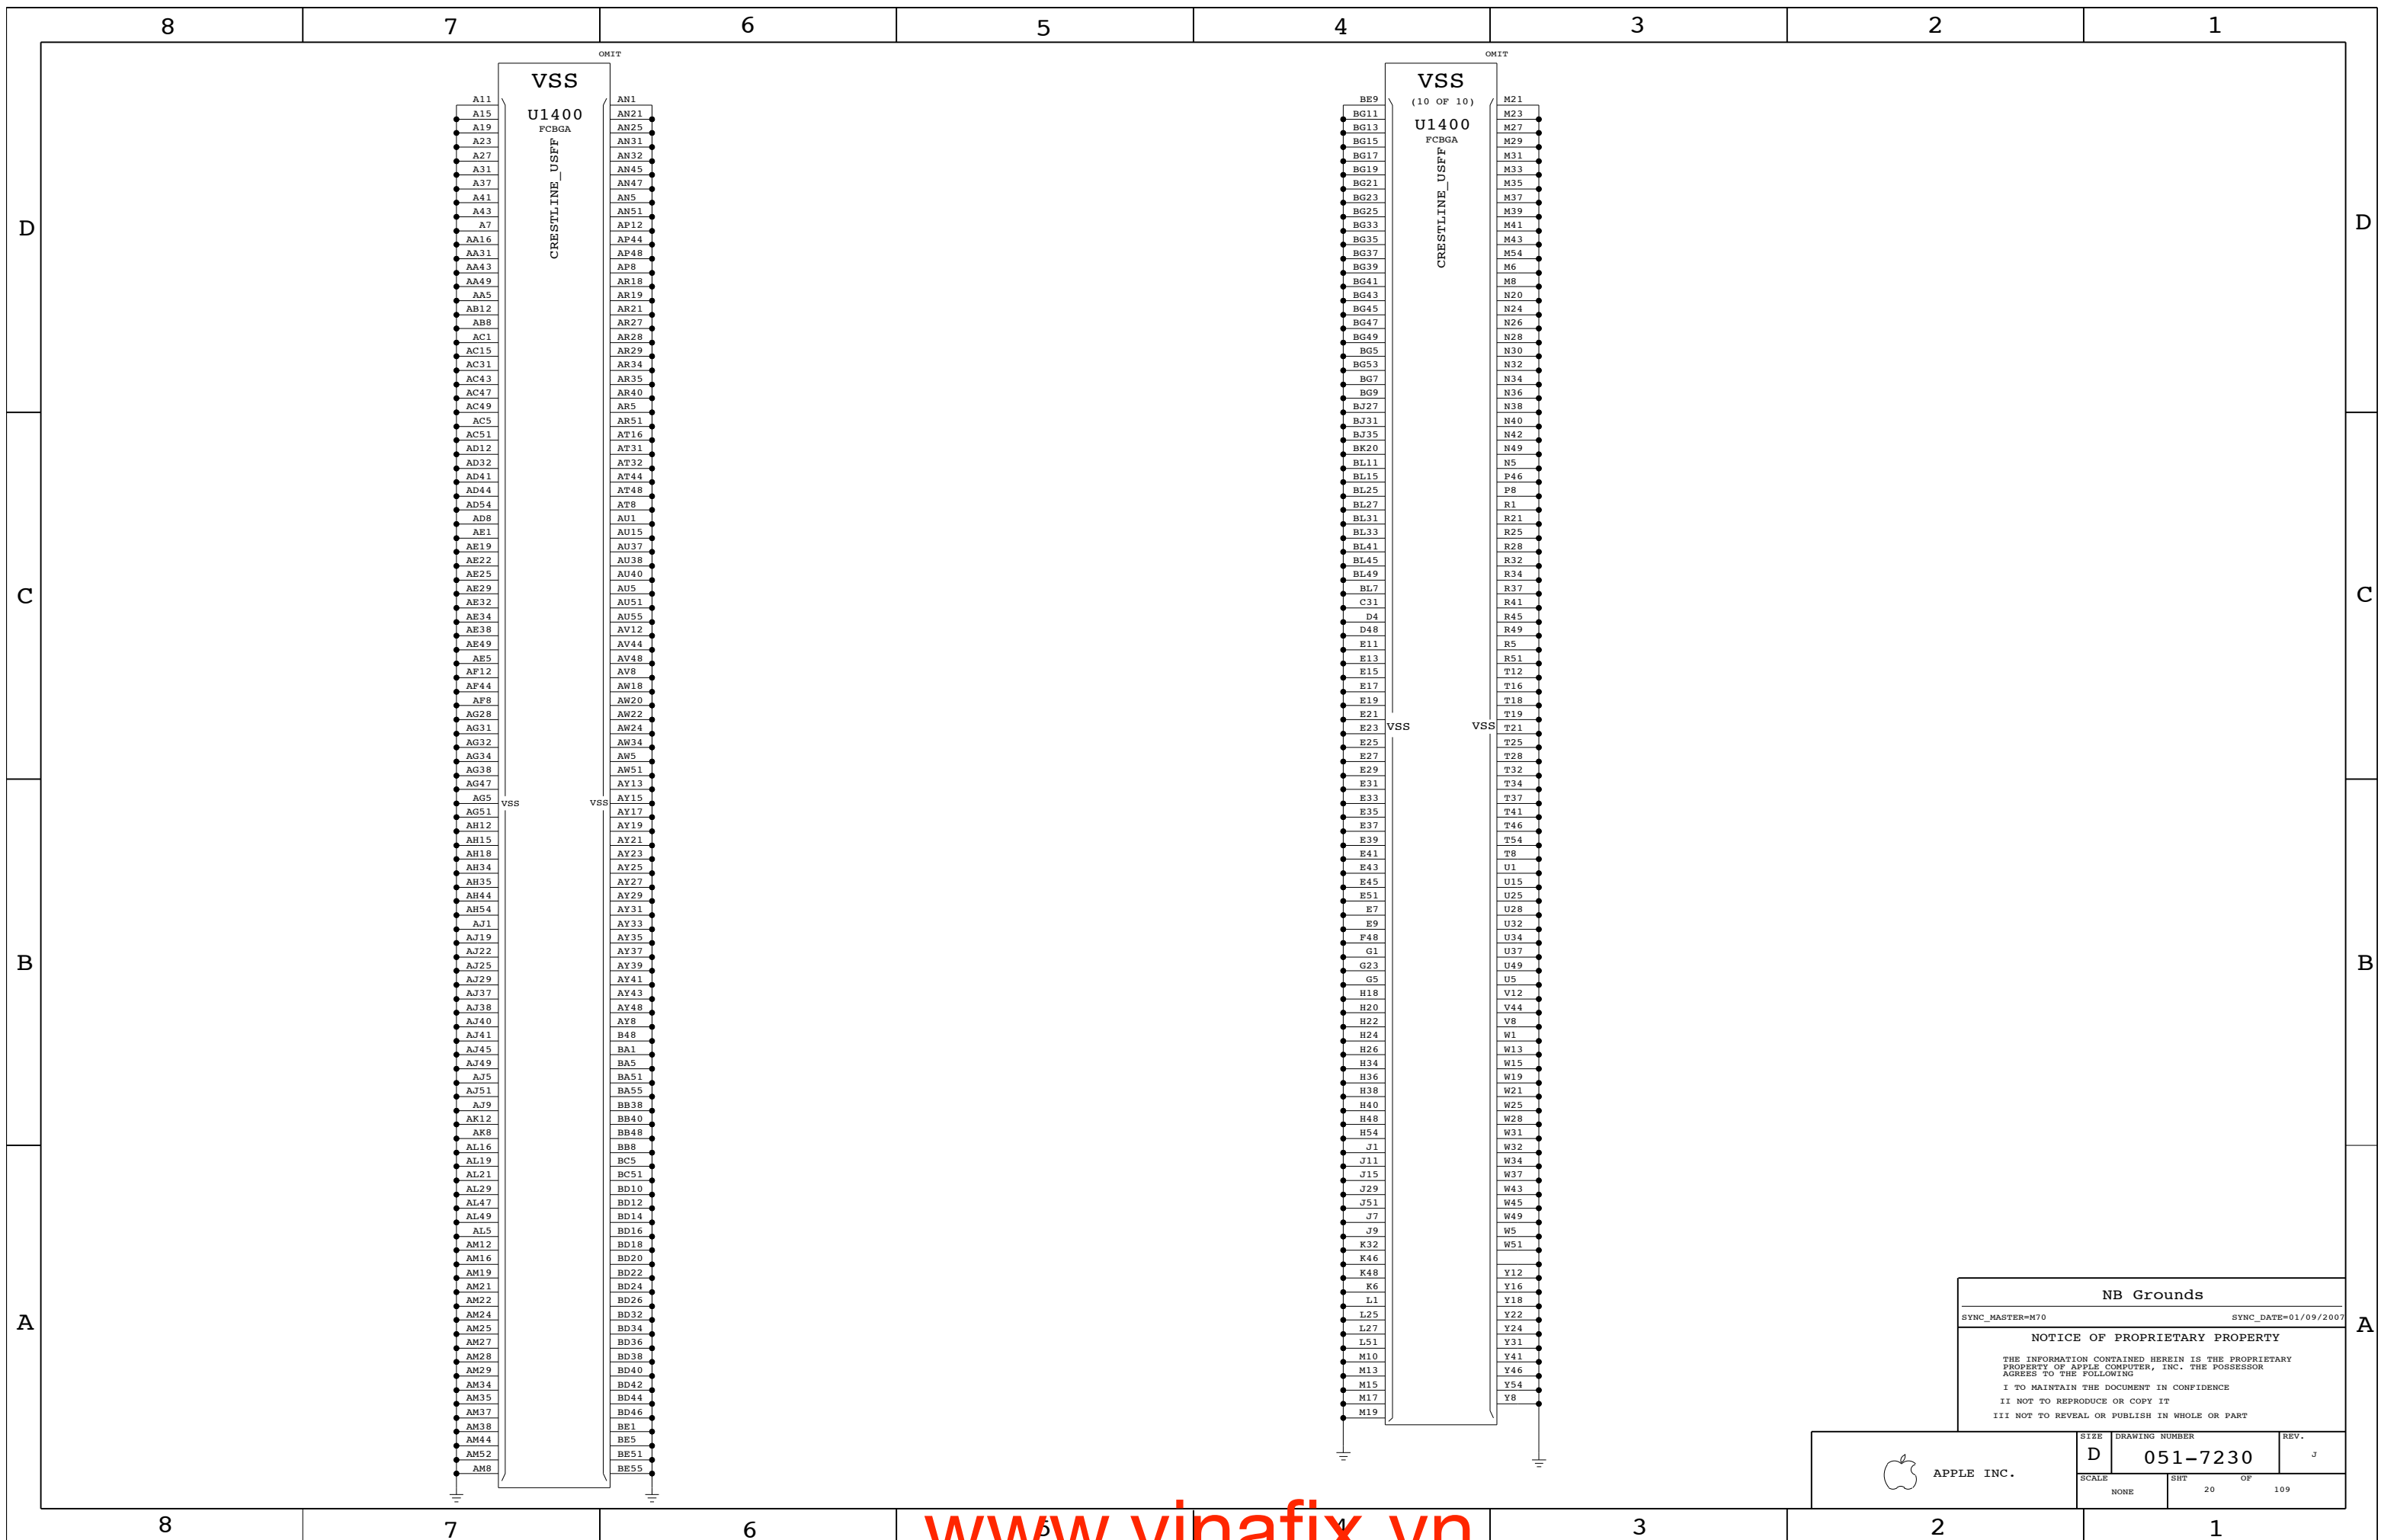 8 7 6 5 4 3 2 1
OMIT
VSS
U1400
FCBGA
CRESTLINE_USFF
A11
A15
A19
A23
A27
A31
A37
A41
A43
A7
AA16
AA31
AA43
AA49
AA5
AB12
AB8
AC1
AC15
AC31
AC43
AC47
AC49
AC5
AC51
AD12
AD32
AD41
AD44
AD54
AD8
AE1
AE19
AE22
AE25
AE29
AE32
AE34
AE38
AE49
AE5
AF12
AF44
AF8
AG28
AG31
AG32
AG34
AG38
AG47
AG5
AG51
AH12
AH15
AH18
AH34
AH35
AH44
AH54
AJ1
AJ19
AJ22
AJ25
AJ29
AJ37
AJ38
AJ40
AJ41
AJ45
AJ49
AJ5
AJ51
AJ9
AK12
AK8
AL16
AL19
AL21
AL29
AL47
AL49
AL5
AM12
AM16
AM19
AM21
AM22
AM24
AM25
AM27
AM28
AM29
AM34
AM35
AM37
AM38
AM44
AM52
AM8
VSS
VSS
AN1
AN21
AN25
AN31
AN32
AN45
AN47
AN5
AN51
AP12
AP44
AP48
AP8
AR18
AR19
AR21
AR27
AR28
AR29
AR34
AR35
AR40
AR5
AR51
AT16
AT31
AT32
AT44
AT48
AT8
AU1
AU15
AU37
AU38
AU40
AU5
AU51
AU55
AV12
AV44
AV48
AV8
AW18
AW20
AW22
AW24
AW34
AW5
AW51
AY13
AY15
AY17
AY19
AY21
AY23
AY25
AY27
AY29
AY31
AY33
AY35
AY37
AY39
AY41
AY43
AY48
AY8
B48
BA1
BA5
BA51
BA55
BB38
BB40
BB48
BB8
BC5
BC51
BD10
BD12
BD14
BD16
BD18
BD20
BD22
BD24
BD26
BD32
BD34
BD36
BD38
BD40
BD42
BD44
BD46
BE1
BE5
BE51
BE55
OMIT
VSS
(10 OF 10)
U1400
FCBGA
CRESTLINE_USFF
BE9
BG11
BG13
BG15
BG17
BG19
BG21
BG23
BG25
BG33
BG35
BG37
BG39
BG41
BG43
BG45
BG47
BG49
BG5
BG53
BG7
BG9
BJ27
BJ31
BJ35
BK20
BL11
BL15
BL25
BL27
BL31
BL33
BL41
BL45
BL49
BL7
C31
D4
D48
E11
E13
E15
E17
E19
E21
E23
E25
E27
E29
E31
E33
E35
E37
E39
E41
E43
E45
E51
E7
E9
F48
G1
G23
G5
H18
H20
H22
H24
H26
H34
H36
H38
H40
H48
H54
J1
J11
J15
J29
J51
J7
J9
K32
K46
K48
K6
L1
L25
L27
L51
M10
M13
M15
M17
M19
VSS
VSS
M21
M23
M27
M29
M31
M33
M35
M37
M39
M41
M43
M54
M6
M8
N20
N24
N26
N28
N30
N32
N34
N36
N38
N40
N42
N49
N5
P46
P8
R1
R21
R25
R28
R32
R34
R37
R41
R45
R49
R5
R51
T12
T16
T18
T19
T21
T25
T28
T32
T34
T37
T41
T46
T54
T8
U1
U15
U25
U28
U32
U34
U37
U49
U5
V12
V44
V8
W1
W13
W15
W19
W21
W25
W28
W31
W32
W34
W37
W43
W45
W49
W5
W51
Y12
Y16
Y18
Y22
Y24
Y31
Y41
Y46
Y54
Y8
D D
C C
B B
A A
NB Grounds
SYNC_MASTER=M70 SYNC_DATE=01/09/2007
NOTICE OF PROPRIETARY PROPERTY
THE INFORMATION CONTAINED HEREIN IS THE PROPRIETARY
PROPERTY OF APPLE COMPUTER, INC. THE POSSESSOR
AGREES TO THE FOLLOWING
I TO MAINTAIN THE DOCUMENT IN CONFIDENCE
II NOT TO REPRODUCE OR COPY IT
III NOT TO REVEAL OR PUBLISH IN WHOLE OR PART
APPLE INC.
SIZE DRAWING NUMBER REV.
D 051-7230 J
SCALE SHT OF
NONE 20 109
8 7 6 5 4 3 2 1
www.vinafix.vn